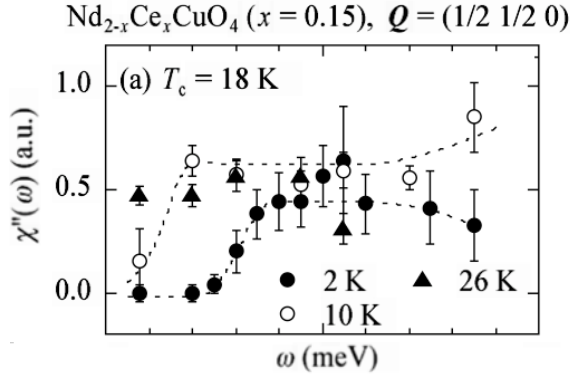 Nd₂₋ₓCeₓCuO₄ (x = 0.15), Q = (1/2 1/2 0)
(a) T_c = 18 K
1.0
0.5
0.0
χ"(ω) (a.u.)
2 K
26 K
10 K
ω (meV)